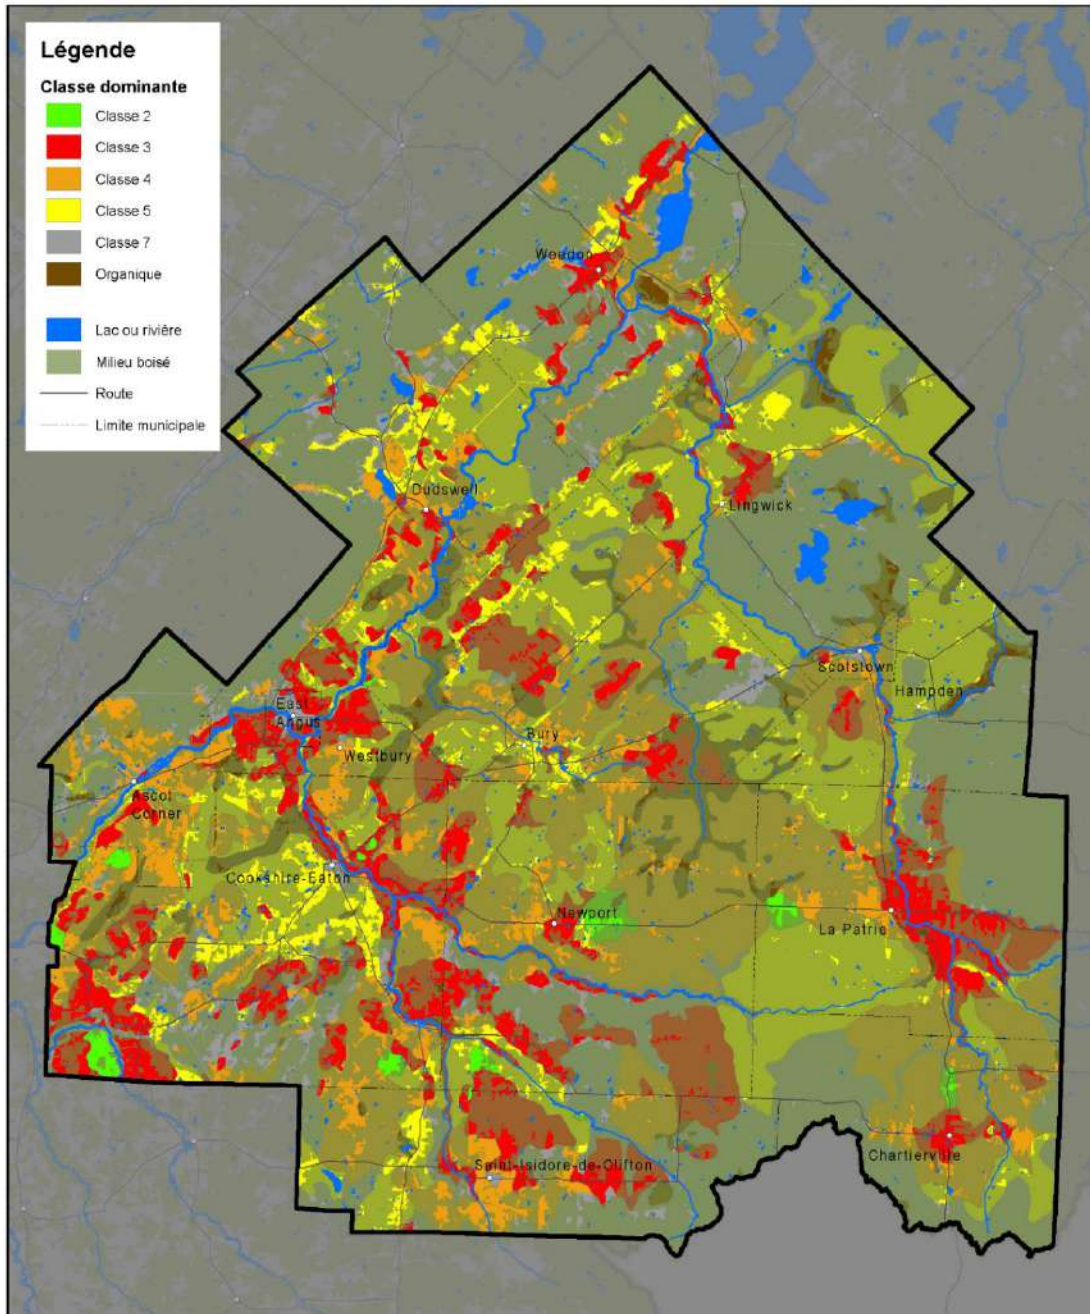 Légende
Classe dominante
Classe 2
Classe 3
Classe 4
Classe 5
Classe 7
Organique
Lac ou rivière
Milieu boisé
Route
Limite municipale
Weedon
Dudswell
Lingwick
Scotstown
Hampden
East
Angus
Westbury
Bury
Ascot
Corner
Cookshire-Eaton
Newport
La Patrie
Chartierville
Saint-Isidore-de-Clifton